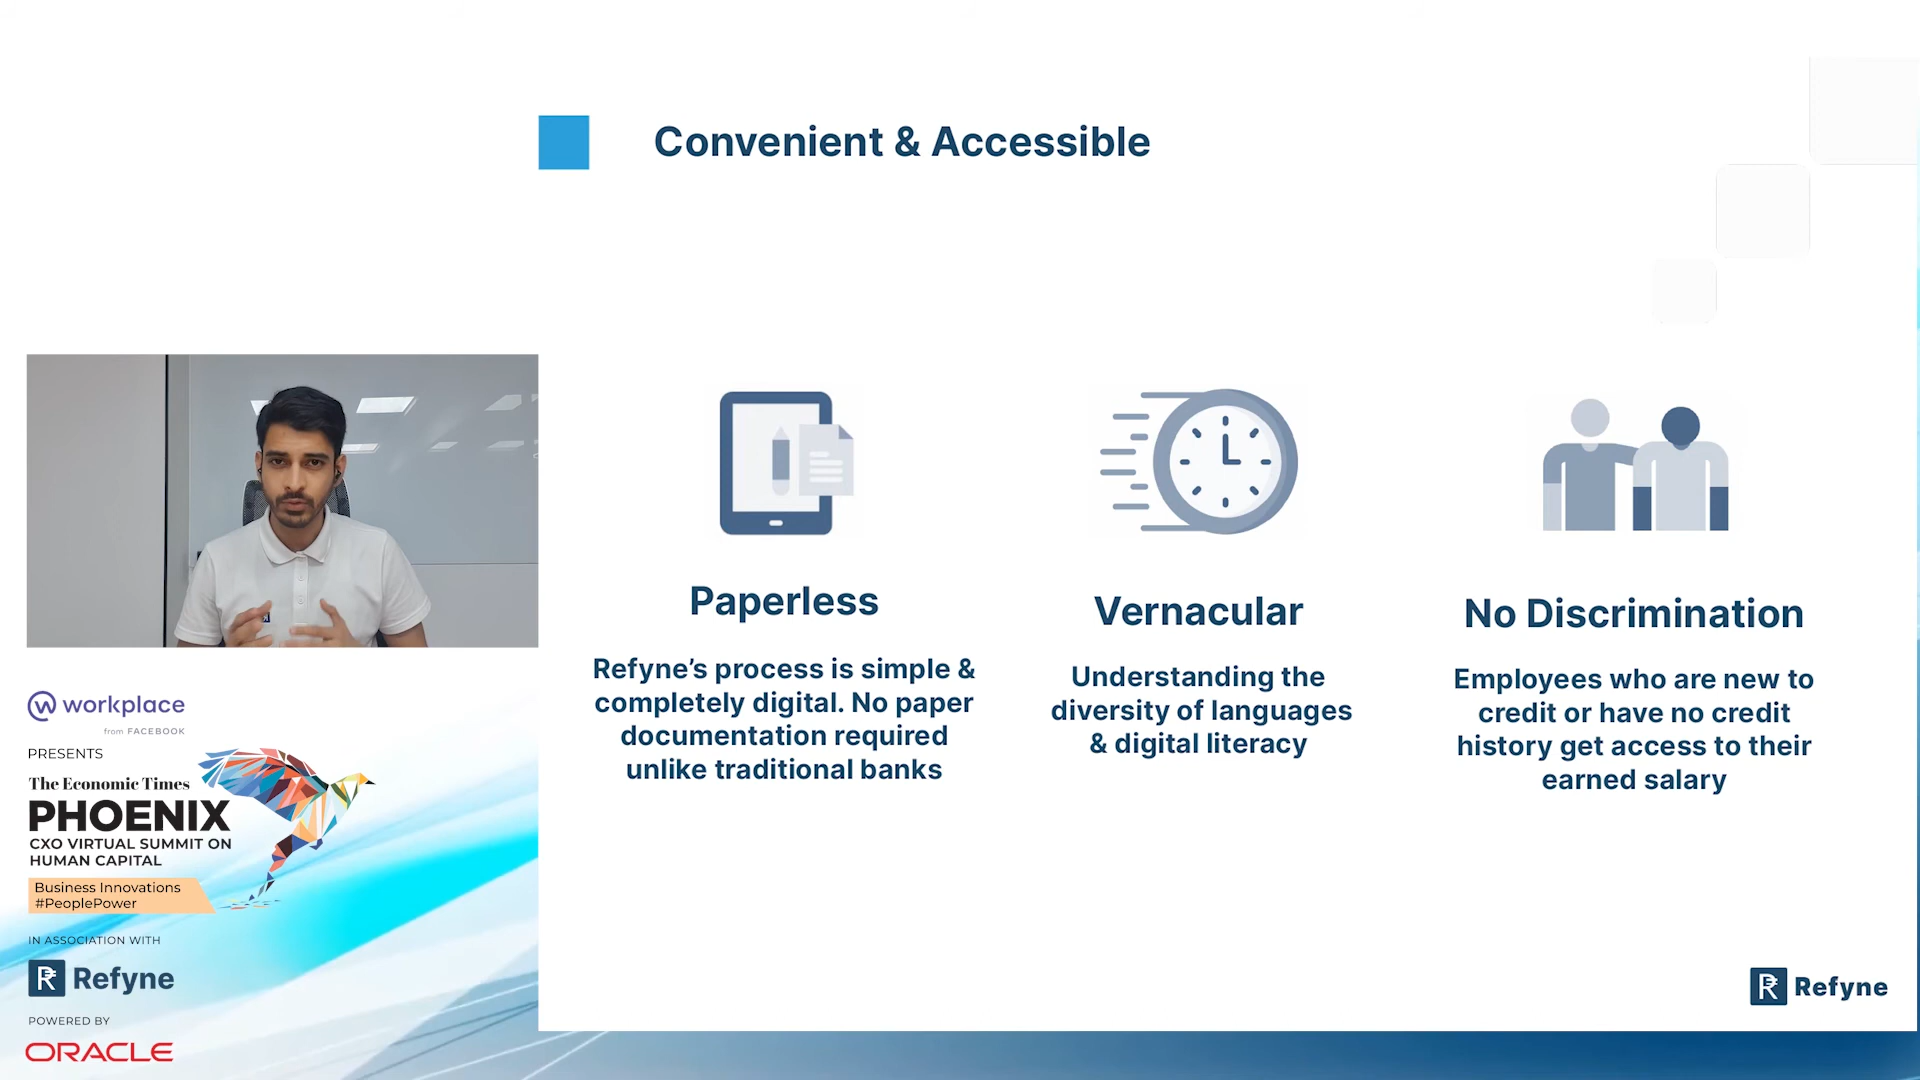 Convenient & Accessible
Paperless
Refyne’s process is simple &
completely digital. No paper
documentation required
unlike traditional banks
Vernacular
Understanding the
diversity of languages
& digital literacy
No Discrimination
Employees who are new to
credit or have no credit
history get access to their
earned salary
workplace
from FACEBOOK
PRESENTS
The Economic Times
PHOENIX
CXO VIRTUAL SUMMIT ON
HUMAN CAPITAL
Business Innovations
#PeoplePower
IN ASSOCIATION WITH
Refyne
POWERED BY
ORACLE
Refyne